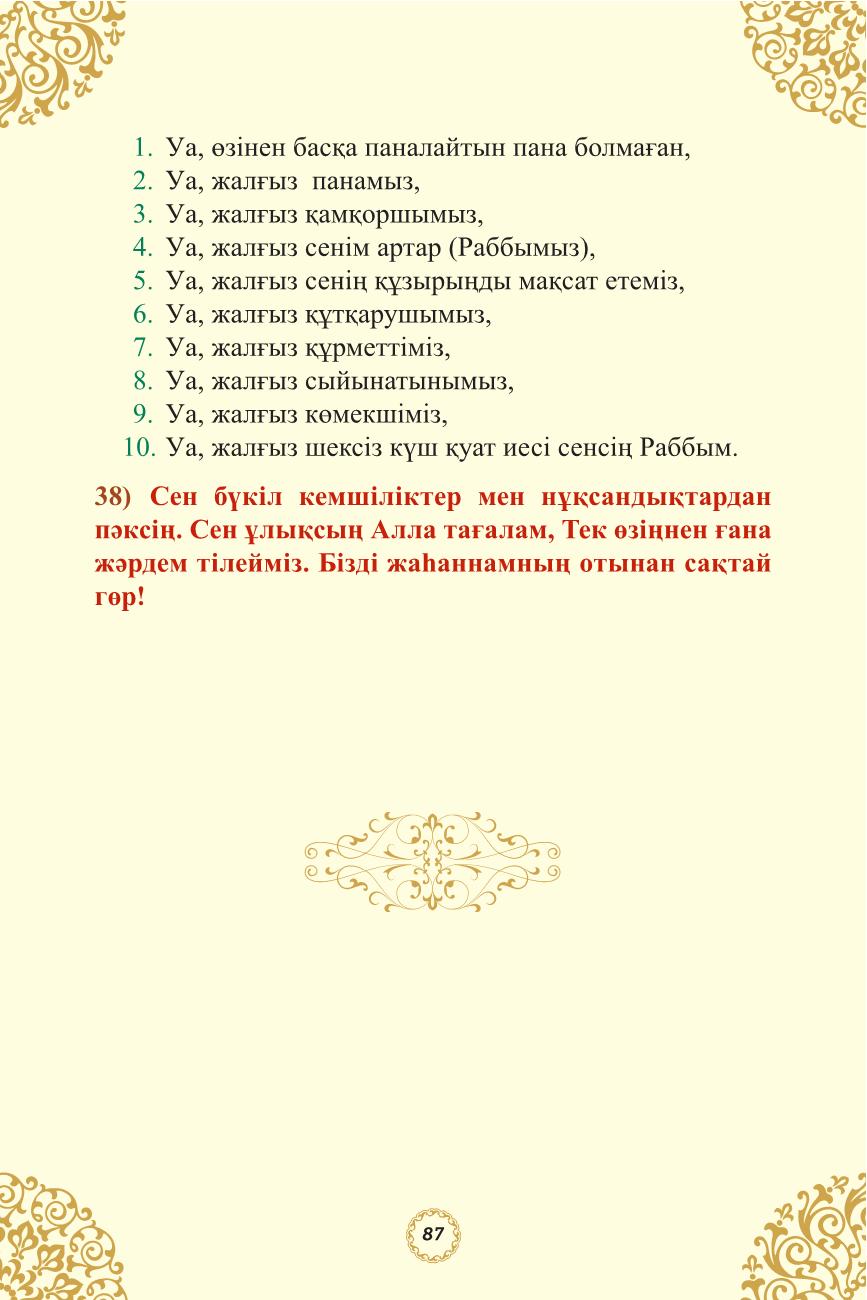 1. Уа, өзінен басқа паналайтын пана болмаған,
2. Уа, жалғыз панамыз,
3. Уа, жалғыз қамқоршымыз,
4. Уа, жалғыз сенім артар (Раббымыз),
5. Уа, жалғыз сенің құзырыңды мақсат етеміз,
6. Уа, жалғыз құтқарушымыз,
7. Уа, жалғыз құрметтіміз,
8. Уа, жалғыз сыйынатынымыз,
9. Уа, жалғыз көмекшіміз,
10. Уа, жалғыз шексіз күш қуат иесі сенсің Раббым.
38) Сен бүкіл кемшіліктер мен нұқсандықтардан
пәксің. Сен ұлықсың Алла тағалам, Тек өзіңнен ғана
жәрдем тілейміз. Бізді жаһаннамның отынан сақтай
гөр!
87